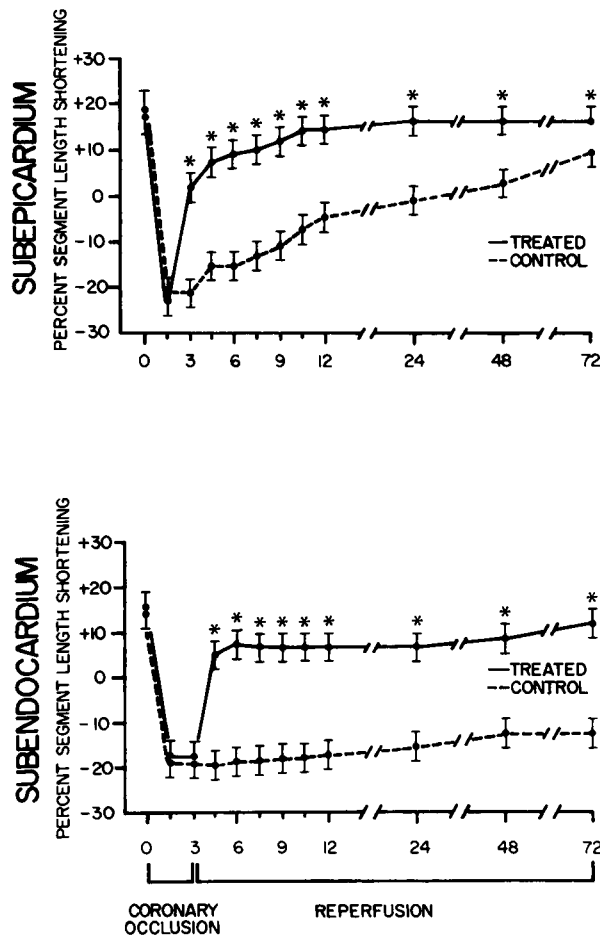 SUBEPICARDIUM
PERCENT SEGMENT LENGTH SHORTENING
+30
+20
+10
0
-10
-20
-30
* * * * * * * * * *
TREATED
CONTROL
0 3 6 9 12 24 48 72
SUBENDOCARDIUM
PERCENT SEGMENT LENGTH SHORTENING
+30
+20
+10
0
-10
-20
-30
* * * * * * * * *
TREATED
CONTROL
0 3 6 9 12 24 48 72
CORONARY
OCCLUSION
REPERFUSION